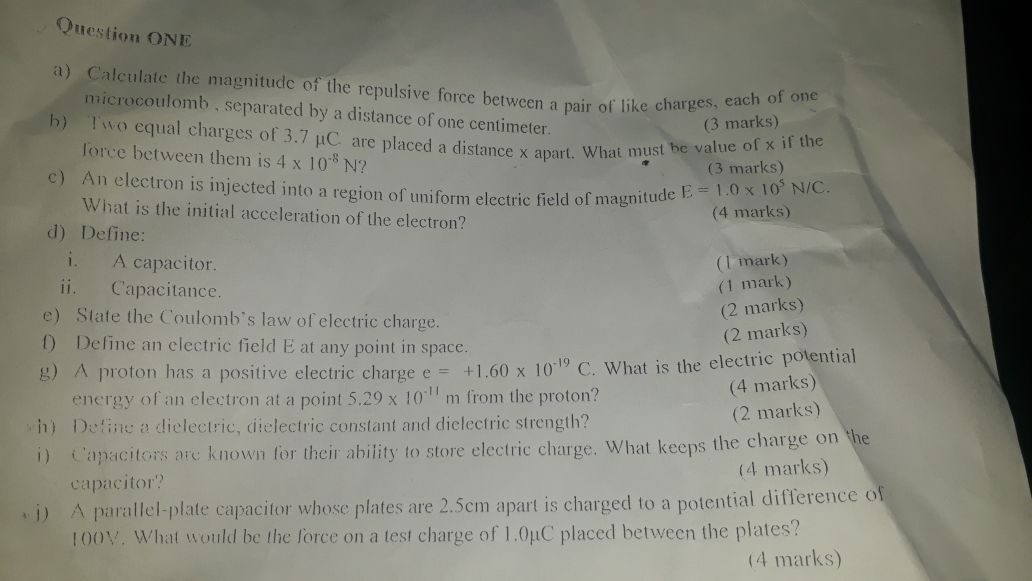 Question ONE
a) Calculate the magnitude of the repulsive force between a pair of like charges, each of one
microcoulomb , separated by a distance of one centimeter. (3 marks)
b) Two equal charges of 3.7 μC are placed a distance x apart. What must be value of x if the
force between them is 4 x 10⁻⁸ N? (3 marks)
c) An electron is injected into a region of uniform electric field of magnitude E = 1.0 x 10⁵ N/C.
What is the initial acceleration of the electron? (4 marks)
d) Define:
i. A capacitor. (1 mark)
ii. Capacitance. (1 mark)
e) State the Coulomb's law of electric charge. (2 marks)
f) Define an electric field E at any point in space. (2 marks)
g) A proton has a positive electric charge e = +1.60 x 10⁻¹⁹ C. What is the electric potential
energy of an electron at a point 5.29 x 10⁻¹¹ m from the proton? (4 marks)
h) Define a dielectric, dielectric constant and dielectric strength? (2 marks)
i) Capacitors are known for their ability to store electric charge. What keeps the charge on the
capacitor? (4 marks)
j) A parallel-plate capacitor whose plates are 2.5cm apart is charged to a potential difference of
100V. What would be the force on a test charge of 1.0μC placed between the plates?
(4 marks)